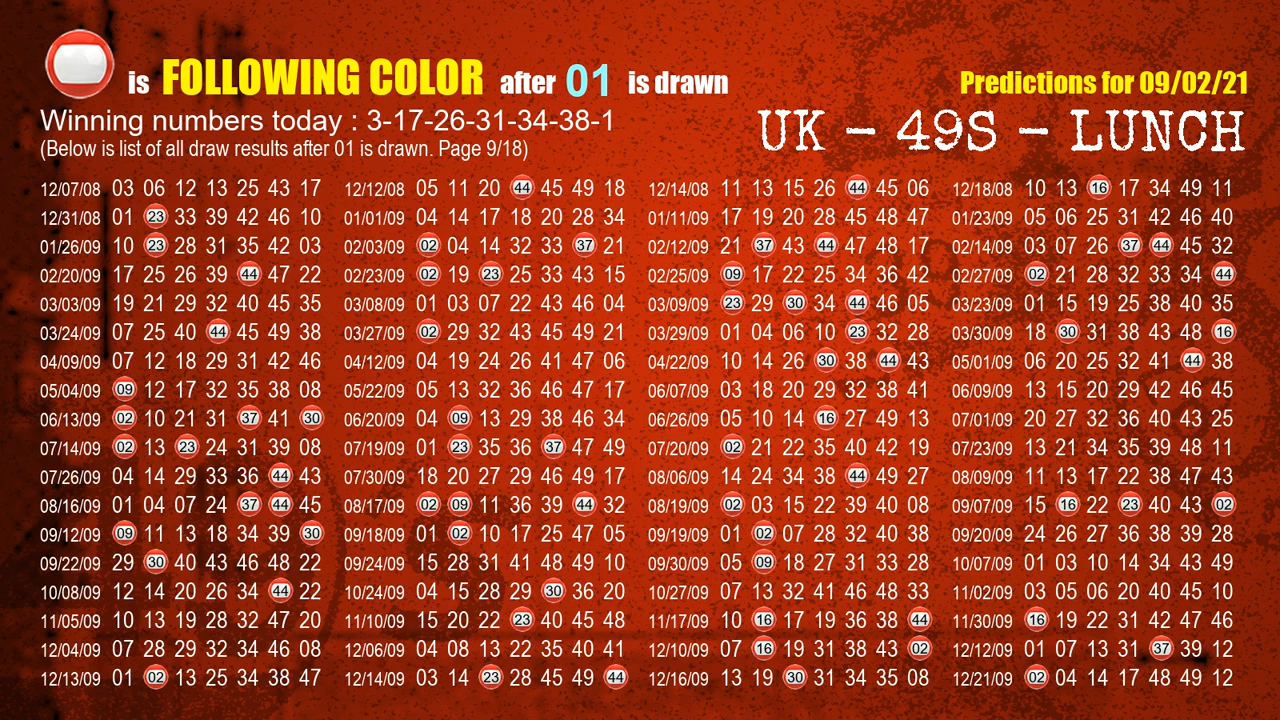 is FOLLOWING COLOR after 01 is drawn
Predictions for 09/02/21
Winning numbers today : 3-17-26-31-34-38-1
UK - 49S - LUNCH
(Below is list of all draw results after 01 is drawn. Page 9/18)
12/07/08 03 06 12 13 25 43 17 12/12/08 05 11 20 44 45 49 18 12/14/08 11 13 15 26 44 45 06 12/18/08 10 13 16 17 34 49 11
12/31/08 01 23 33 39 42 46 10 01/01/09 04 14 17 18 20 28 34 01/11/09 17 19 20 28 45 48 47 01/23/09 05 06 25 31 42 46 40
01/26/09 10 23 28 31 35 42 03 02/03/09 02 04 14 32 33 37 21 02/12/09 21 37 43 44 47 48 17 02/14/09 03 07 26 37 44 45 32
02/20/09 17 25 26 39 44 47 22 02/23/09 02 19 23 25 33 43 15 02/25/09 09 17 22 25 34 36 42 02/27/09 02 21 28 32 33 34 44
03/03/09 19 21 29 32 40 45 35 03/08/09 01 03 07 22 43 46 04 03/09/09 23 29 30 34 44 46 05 03/23/09 01 15 19 25 38 40 35
03/24/09 07 25 40 44 45 49 38 03/27/09 02 29 32 43 45 49 21 03/29/09 01 04 06 10 23 32 28 03/30/09 18 30 31 38 43 48 16
04/09/09 07 12 18 29 31 42 46 04/12/09 04 19 24 26 41 47 06 04/22/09 10 14 26 30 38 44 43 05/01/09 06 20 25 32 41 44 38
05/04/09 09 12 17 32 35 38 08 05/22/09 05 13 32 36 46 47 17 06/07/09 03 18 20 29 32 38 41 06/09/09 13 15 20 29 42 46 45
06/13/09 02 10 21 31 37 41 30 06/20/09 04 09 13 29 38 46 34 06/26/09 05 10 14 16 27 49 13 07/01/09 20 27 32 36 40 43 25
07/14/09 02 13 23 24 31 39 08 07/19/09 01 23 35 36 37 47 49 07/20/09 02 21 22 35 40 42 19 07/23/09 13 21 34 35 39 48 11
07/26/09 04 14 29 33 36 44 43 07/30/09 18 20 27 29 46 49 17 08/06/09 14 24 34 38 44 49 27 08/09/09 11 13 17 22 38 47 43
08/16/09 01 04 07 24 37 44 45 08/17/09 02 09 11 36 39 44 32 08/19/09 02 03 15 22 39 40 08 09/07/09 15 16 22 23 40 43 02
09/12/09 09 11 13 18 34 39 30 09/18/09 01 02 10 17 25 47 05 09/19/09 01 02 07 28 32 40 38 09/20/09 24 26 27 36 38 39 28
09/22/09 29 30 40 43 46 48 22 09/24/09 15 28 31 41 48 49 10 09/30/09 05 09 18 27 31 33 28 10/07/09 01 03 10 14 34 43 49
10/08/09 12 14 20 26 34 44 22 10/24/09 04 15 28 29 30 36 20 10/27/09 07 13 32 41 46 48 33 11/02/09 03 05 06 20 40 45 10
11/05/09 10 13 19 28 32 47 20 11/10/09 15 20 22 23 40 45 48 11/17/09 10 16 17 19 36 38 44 11/30/09 16 19 22 31 42 47 46
12/04/09 07 28 29 32 34 46 08 12/06/09 04 08 13 22 35 40 41 12/10/09 07 16 36 39 43 02 12/12/09 01 07 13 31 37 39 12
12/13/09 01 02 13 25 34 38 47 12/14/09 03 14 23 28 45 49 44 12/16/09 13 19 30 31 34 35 08 12/21/09 02 04 14 17 48 49 12